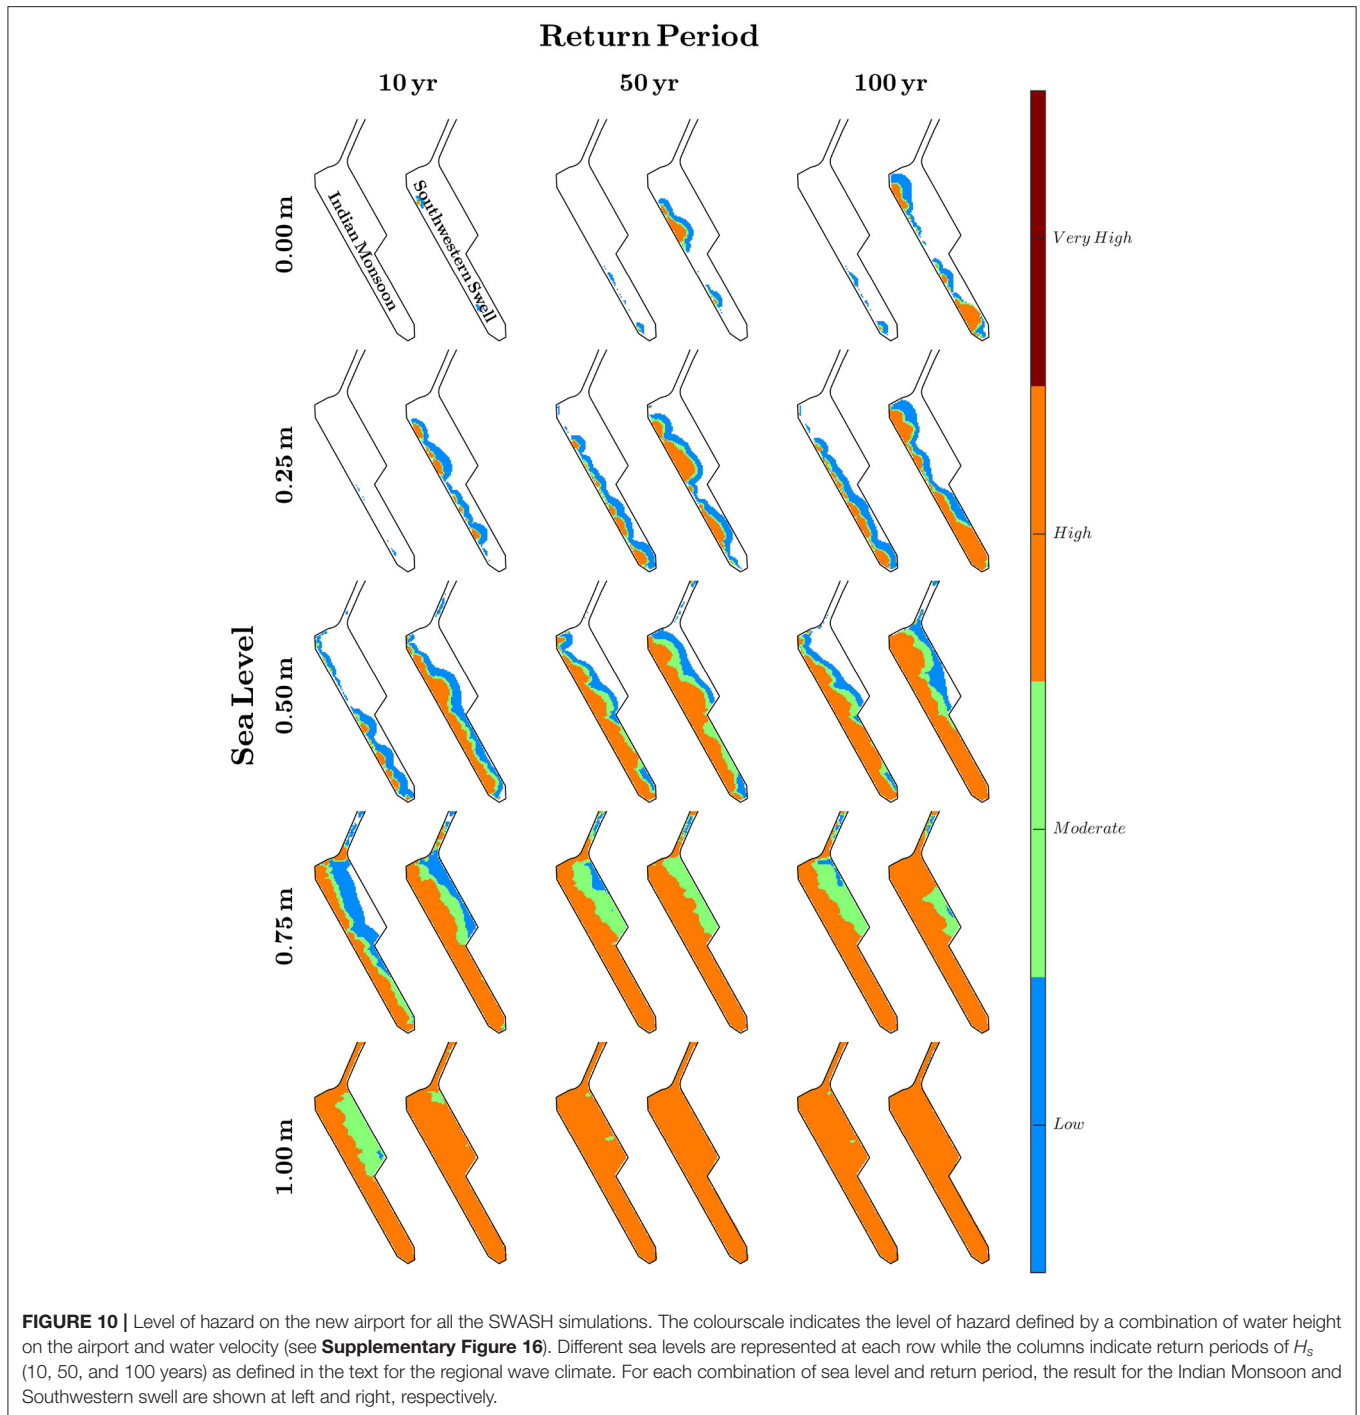 Return Period
10 yr
50 yr
100 yr
Sea Level
0.00 m
0.25 m
0.50 m
0.75 m
1.00 m
Indian Monsoon
Southwestern Swell
Very High
High
Moderate
Low
FIGURE 10 | Level of hazard on the new airport for all the SWASH simulations. The colourscale indicates the level of hazard defined by a combination of water height
on the airport and water velocity (see Supplementary Figure 16). Different sea levels are represented at each row while the columns indicate return periods of Hs
(10, 50, and 100 years) as defined in the text for the regional wave climate. For each combination of sea level and return period, the result for the Indian Monsoon and
Southwestern swell are shown at left and right, respectively.